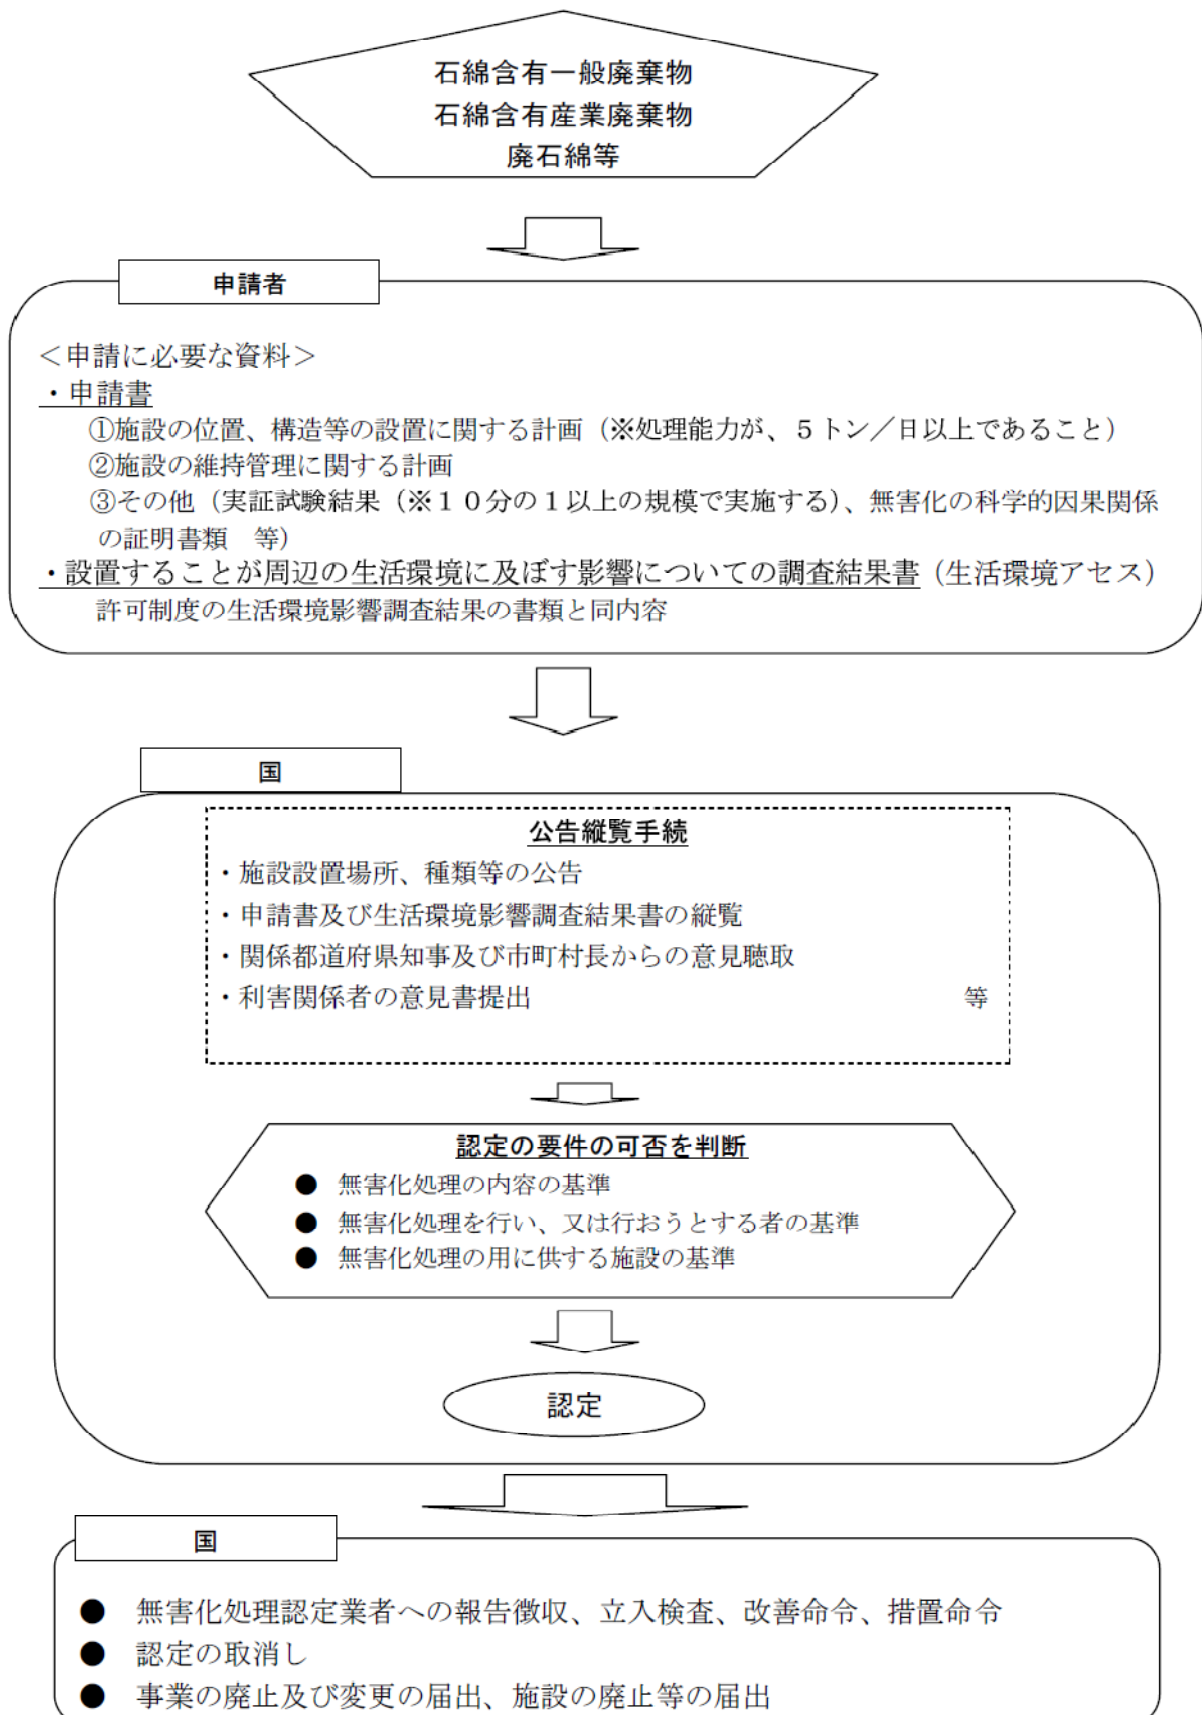 石綿含有一般廃棄物
石綿含有産業廃棄物
廃石綿等
申請者
＜申請に必要な資料＞
・申請書
①施設の位置、構造等の設置に関する計画（※処理能力が、５トン／日以上であること）
②施設の維持管理に関する計画
③その他（実証試験結果（※１０分の１以上の規模で実施する）、無害化の科学的因果関係
の証明書類　等）
・設置することが周辺の生活環境に及ぼす影響についての調査結果書（生活環境アセス）
許可制度の生活環境影響調査結果の書類と同内容
国
公告縦覧手続
・施設設置場所、種類等の公告
・申請書及び生活環境影響調査結果書の縦覧
・関係都道府県知事及び市町村長からの意見聴取
・利害関係者の意見書提出　等
認定の要件の可否を判断
●　無害化処理の内容の基準
●　無害化処理を行い、又は行おうとする者の基準
●　無害化処理の用に供する施設の基準
認定
国
●　無害化処理認定業者への報告徴収、立入検査、改善命令、措置命令
●　認定の取消し
●　事業の廃止及び変更の届出、施設の廃止等の届出